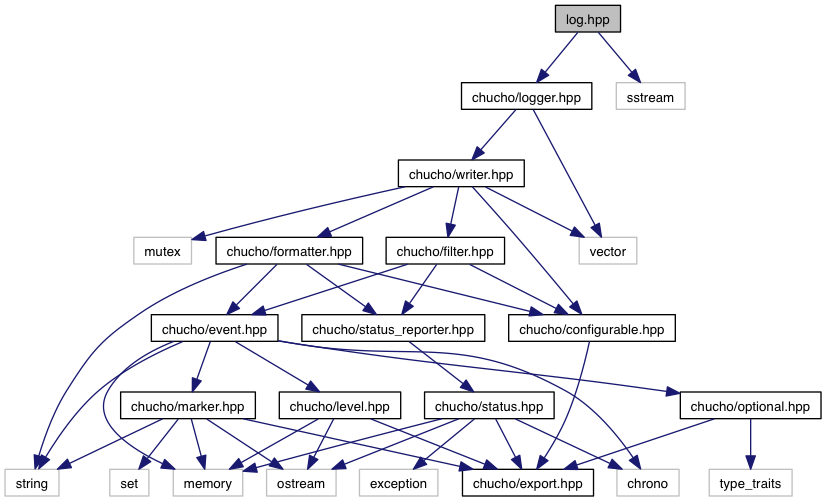 log.hpp
chucho/logger.hpp
sstream
chucho/writer.hpp
mutex
chucho/formatter.hpp
chucho/filter.hpp
vector
chucho/event.hpp
chucho/status_reporter.hpp
chucho/configurable.hpp
chucho/marker.hpp
chucho/level.hpp
chucho/status.hpp
chucho/optional.hpp
string
set
memory
ostream
exception
chucho/export.hpp
chrono
type_traits